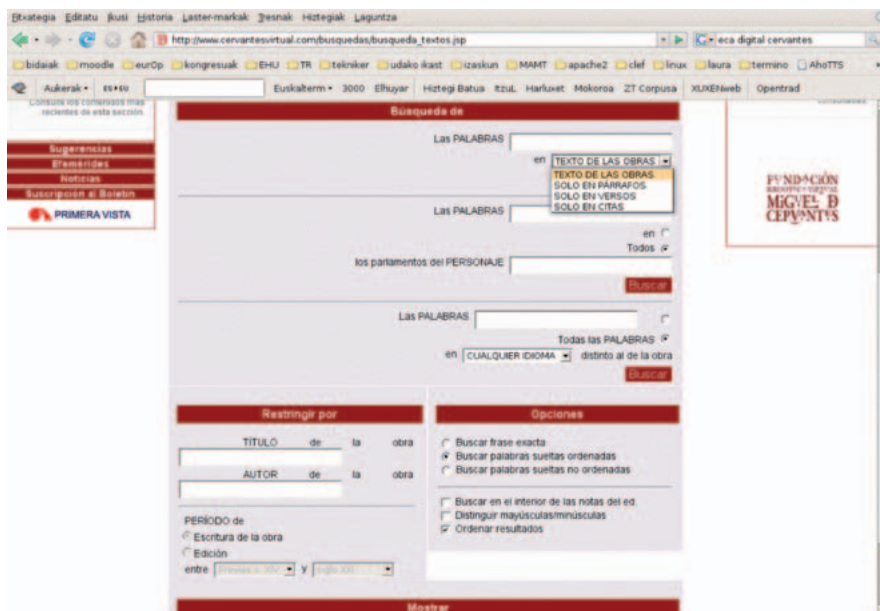 Fitxategia Editatu Ikusi Historia Laster-markak Tresnak Hiztegiak Laguntza
http://www.cervantesvirtual.com/busquedas/busqueda_textos.jsp
eca digital cervantes
bidaiak moodle eurOp kongresuak EHU TR tekniker udako ikast izaskun MAMT apache2 clef linux laura termino AhoTTS
Aukerak ES▸EU Euskalterm 3000 Elhuyar Hiztegi Batua ItzuL Harluxet Mokoroa ZT Corpusa XUXENweb Opentrad
Consulte los contenidos más
recientes de esta sección.
Sugerencias
Efemérides
Noticias
Suscripción al Boletín
PRIMERA VISTA
Búsqueda de
Las PALABRAS
en TEXTO DE LAS OBRAS
TEXTO DE LAS OBRAS
SOLO EN PÁRRAFOS
SOLO EN VERSOS
SOLO EN CITAS
Las PALABRAS
en
Todos
los parlamentos del PERSONAJE
Buscar
Las PALABRAS
Todas las PALABRAS
en CUALQUIER IDIOMA distinto al de la obra
Buscar
FVNDACIÓN
MIGVEL D
CERVANTES
Restringir por
TÍTULO de la obra
AUTOR de la obra
PERÍODO de
Escritura de la obra
Edición
entre y siglo XXI
Opciones
Buscar frase exacta
Buscar palabras sueltas ordenadas
Buscar palabras sueltas no ordenadas
Buscar en el interior de las notas del ed
Distinguir mayúsculas/minúsculas
Ordenar resultados
Mostrar